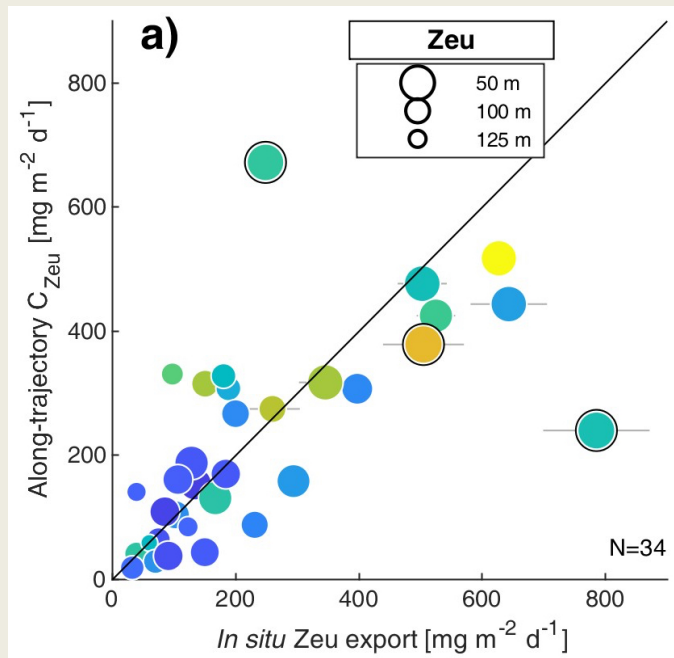 a)
Zeu
50 m
100 m
125 m
800
600
400
200
0
Along-trajectory C_Zeu [mg m⁻² d⁻¹]
N=34
0 200 400 600 800
In situ Zeu export [mg m⁻² d⁻¹]